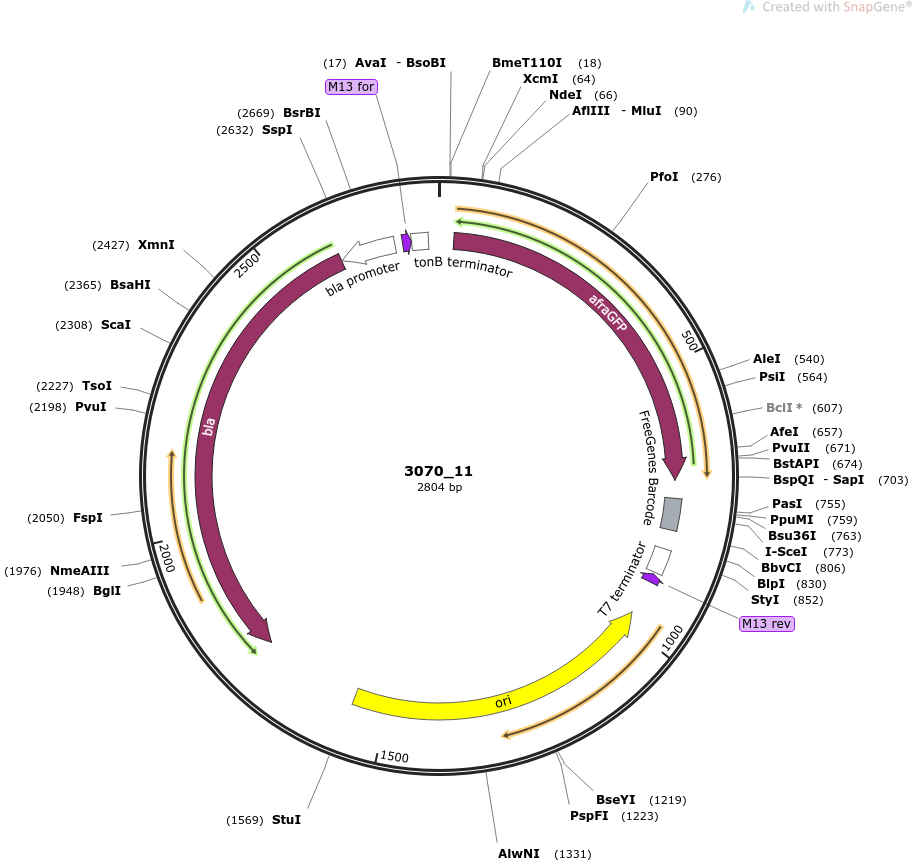 Created with SnapGene®
(17) AvaI - BsoBI
BmeT110I (18)
M13 for
XcmI (64)
NdeI (66)
(2669) BsrBI
AflIII - MluI (90)
(2632) SspI
PfoI (276)
(2427) XmnI
2500
bla promoter
tonB terminator
(2365) BsaHI
afraGFP
(2308) ScaI
500
AleI (540)
PsiI (564)
(2227) TsoI
(2198) PvuI
BclI * (607)
bla
FreeGenes Barcode
AfeI (657)
PvuII (671)
BstAPI (674)
3070_11
2804 bp
BspQI - SapI (703)
PasI (755)
(2050) FspI
PpuMI (759)
Bsu36I (763)
2000
I-SceI (773)
(1976) NmeAIII
BbvCI (806)
(1948) BglI
BlpI (830)
T7 terminator
StyI (852)
M13 rev
1000
ori
1500
BseYI (1219)
(1569) StuI
PspFI (1223)
AlwNI (1331)